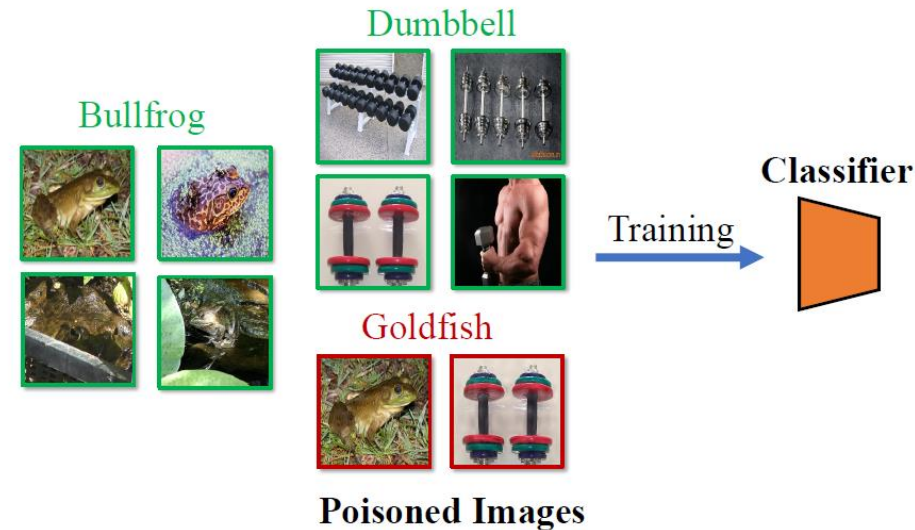 Dumbbell
Bullfrog
Classifier
Training
Goldfish
Poisoned Images